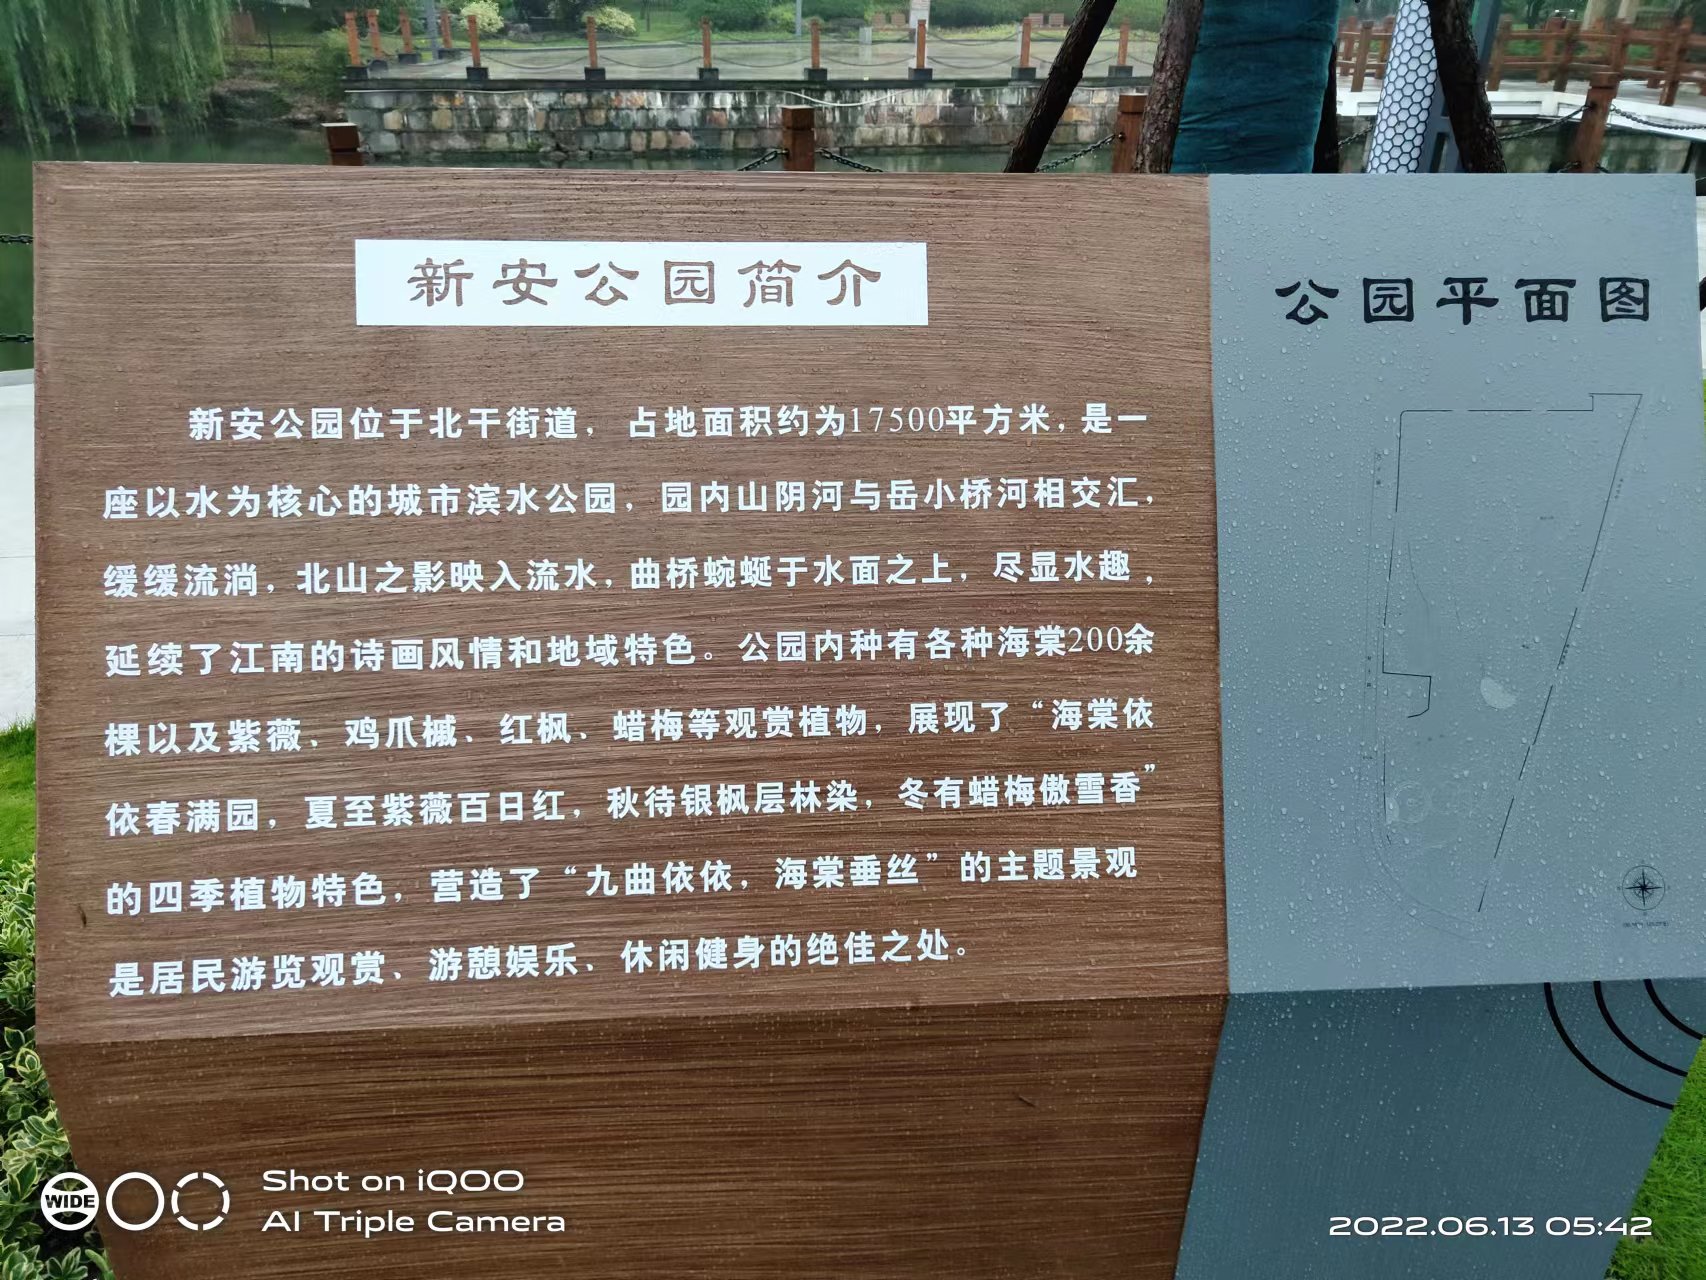 新安公园简介
新安公园位于北干街道，占地面积约为17500平方米，是一
座以水为核心的城市滨水公园，园内山阴河与岳小桥河相交汇，
缓缓流淌，北山之影映入流水，曲桥蜿蜒于水面之上，尽显水趣，
延续了江南的诗画风情和地域特色。公园内种有各种海棠200余
棵以及紫薇、鸡爪槭、红枫、蜡梅等观赏植物，展现了“海棠依
依春满园，夏至紫薇百日红，秋待银枫层林染，冬有蜡梅傲雪香”
的四季植物特色，营造了“九曲依依，海棠垂丝”的主题景观
是居民游览观赏、游憩娱乐、休闲健身的绝佳之处。
公园平面图
WIDE
Shot on iQOO
AI Triple Camera
2022.06.13 05:42